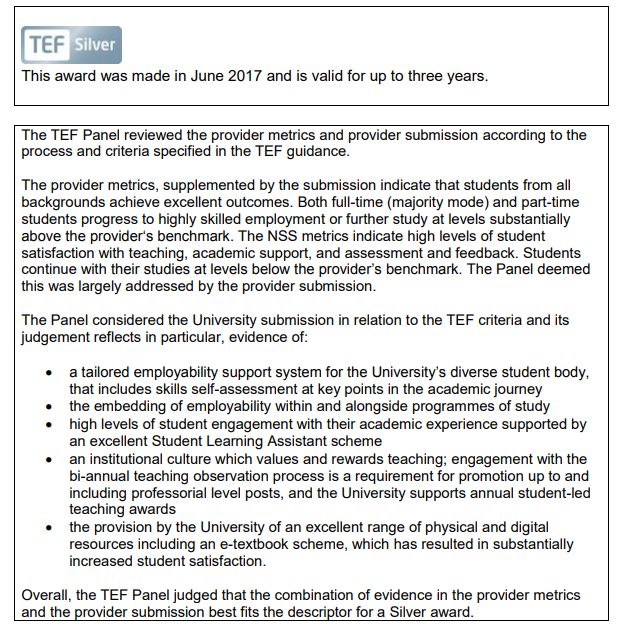 TEF Silver
This award was made in June 2017 and is valid for up to three years.
The TEF Panel reviewed the provider metrics and provider submission according to the
process and criteria specified in the TEF guidance.
The provider metrics, supplemented by the submission indicate that students from all
backgrounds achieve excellent outcomes. Both full-time (majority mode) and part-time
students progress to highly skilled employment or further study at levels substantially
above the provider‘s benchmark. The NSS metrics indicate high levels of student
satisfaction with teaching, academic support, and assessment and feedback. Students
continue with their studies at levels below the provider’s benchmark. The Panel deemed
this was largely addressed by the provider submission.
The Panel considered the University submission in relation to the TEF criteria and its
judgement reflects in particular, evidence of:
• a tailored employability support system for the University’s diverse student body,
that includes skills self-assessment at key points in the academic journey
• the embedding of employability within and alongside programmes of study
• high levels of student engagement with their academic experience supported by
an excellent Student Learning Assistant scheme
• an institutional culture which values and rewards teaching; engagement with the
bi-annual teaching observation process is a requirement for promotion up to and
including professorial level posts, and the University supports annual student-led
teaching awards
• the provision by the University of an excellent range of physical and digital
resources including an e-textbook scheme, which has resulted in substantially
increased student satisfaction.
Overall, the TEF Panel judged that the combination of evidence in the provider metrics
and the provider submission best fits the descriptor for a Silver award.